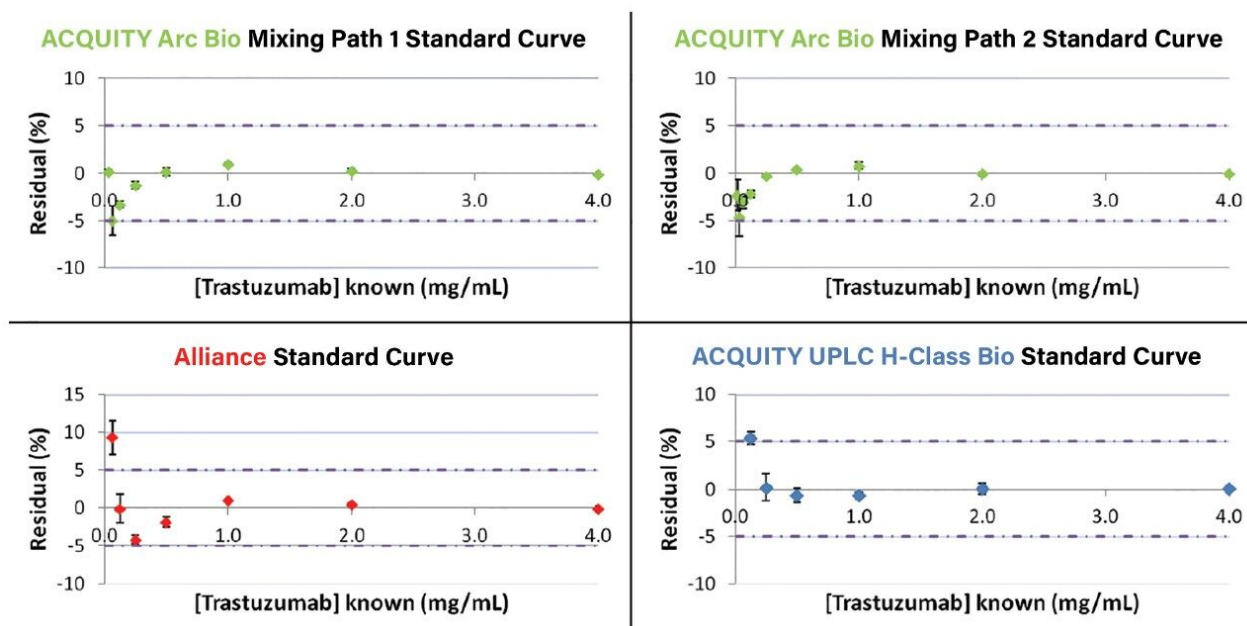 ACQUITY Arc Bio Mixing Path 1 Standard Curve
10
5
0
-5
-10
Residual (%)
0.0 1.0 2.0 3.0 4.0
[Trastuzumab] known (mg/mL)
ACQUITY Arc Bio Mixing Path 2 Standard Curve
10
5
0
-5
-10
Residual (%)
0.0 1.0 2.0 3.0 4.0
[Trastuzumab] known (mg/mL)
Alliance Standard Curve
15
10
5
0
-5
-10
Residual (%)
0.0 1.0 2.0 3.0 4.0
[Trastuzumab] known (mg/mL)
ACQUITY UPLC H-Class Bio Standard Curve
10
5
0
-5
-10
Residual (%)
0.0 1.0 2.0 3.0 4.0
[Trastuzumab] known (mg/mL)